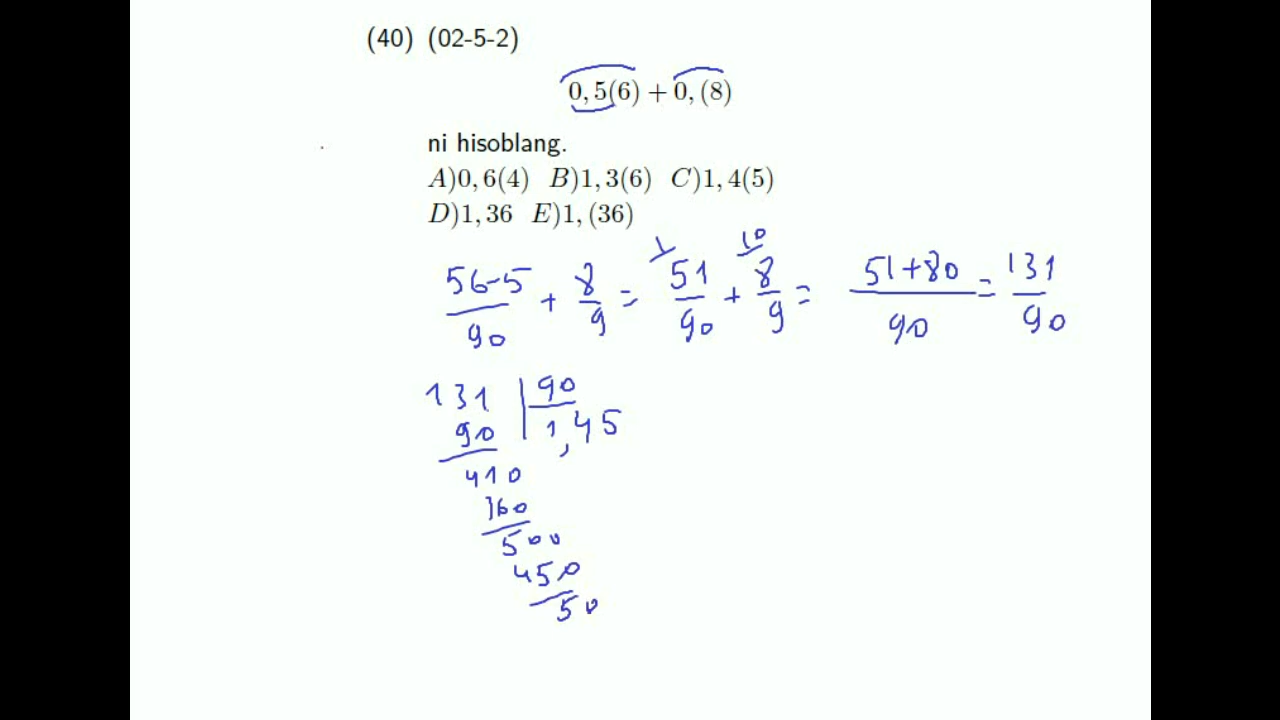 (40) (02-5-2)
0, 5(6) + 0, (8)
ni hisoblang.
A)0, 6(4) B)1, 3(6) C)1, 4(5)
D)1, 36 E)1, (36)
1 10
56-5/90 + 8/9 = 51/90 + 8/9 = 51+80/90 = 131/90
131 90
90 1,45
410
360
500
450
50